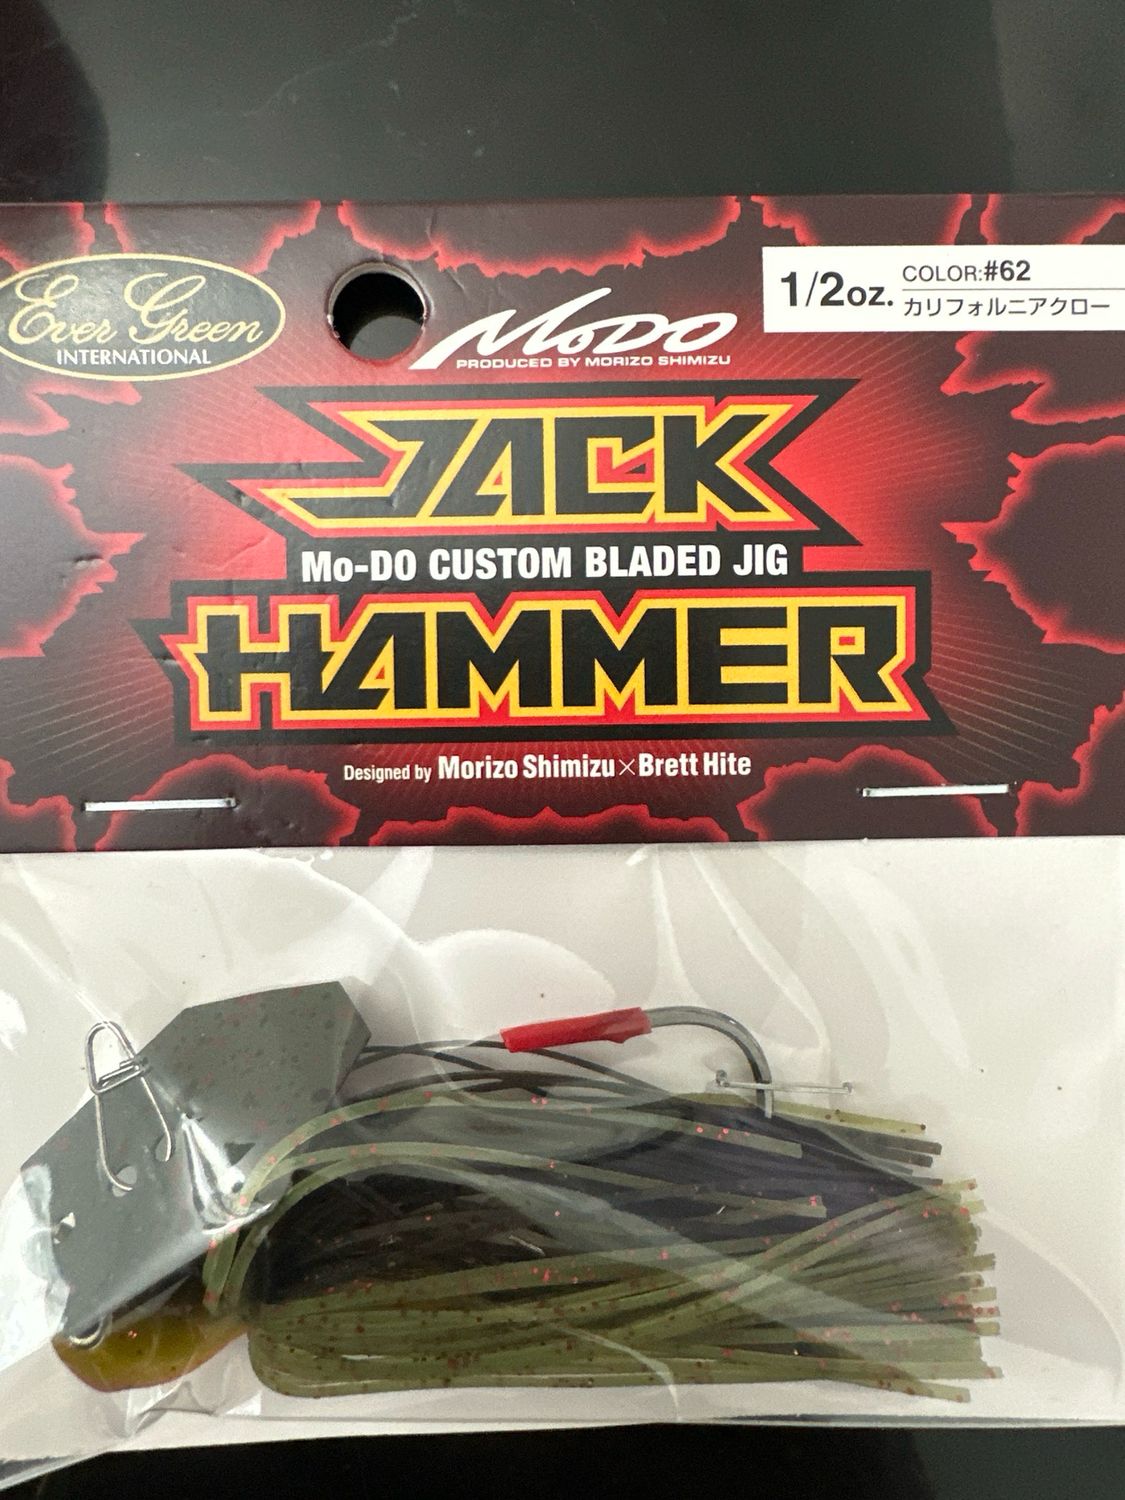 Ever Green
INTERNATIONAL
MoDO
PRODUCED BY MORIZO SHIMIZU
1/2oz.
COLOR:#62
カリフォルニアクロー
JACK
Mo-DO CUSTOM BLADED JIG
HAMMER
Designed by Morizo Shimizu×Brett Hite